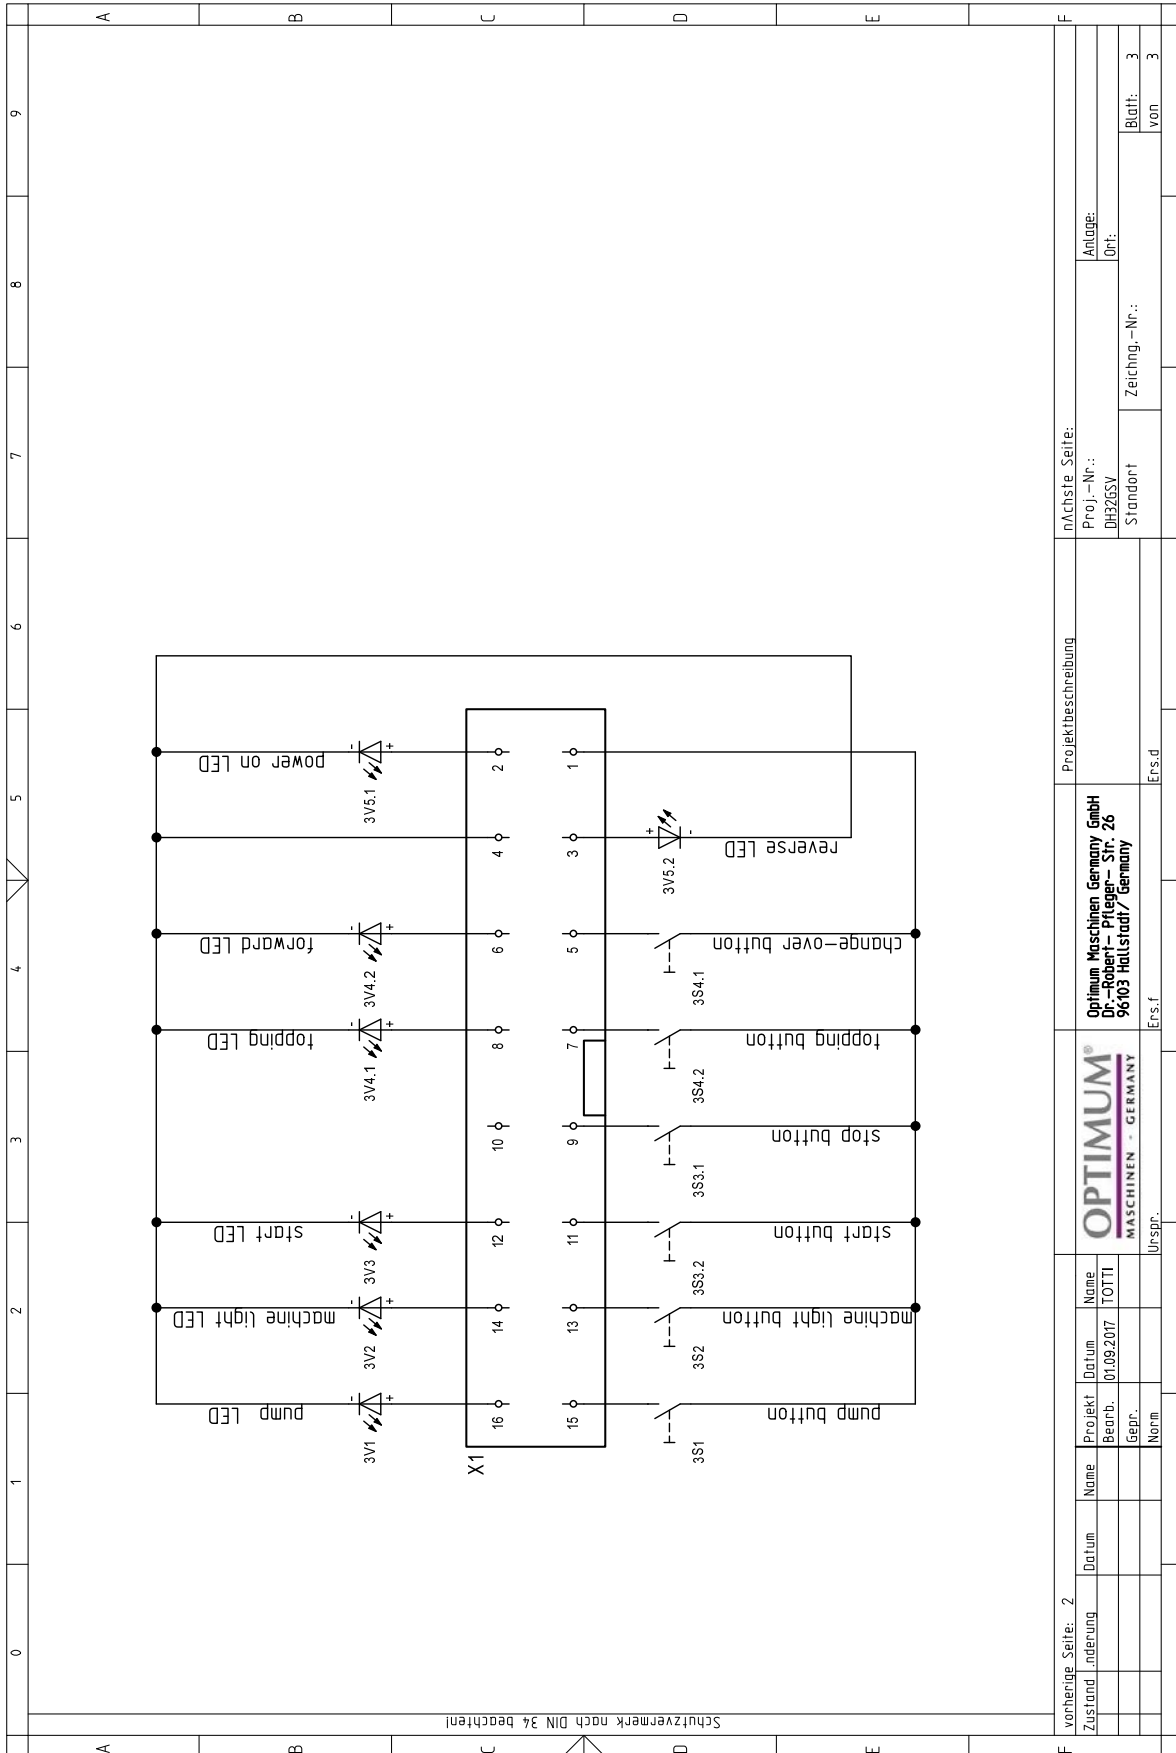 0 1 2 3 4 5 6 7 8 9
A
B
C
D
E
F
A
B
C
D
E
F
Schutzvermerk nach DIN 34 beachten!
pump LED
machine light LED
start LED
topping LED
forward LED
power on LED
3V1 - +
3V2 - +
3V3 - +
3V4.1 - +
3V4.2 - +
3V5.1 - +
X1
16 14 12 10 8 6 4 2
15 13 11 9 7 5 3 1
3S1
3S2
3S3.2
3S3.1
3S4.2
3S4.1
3V5.2 + -
pump button
machine light button
start button
stop button
topping button
change-over button
reverse LED
vorherige Seite: 2
Projektbeschreibung
nAchste Seite:
Zustand .nderung Datum Name
Projekt Datum Name
Bearb. 01.09.2017 TOTTI
Gepr.
Norm
OPTIMUM®
MASCHINEN - GERMANY
Urspr.
Optimum Maschinen Germany GmbH
Dr.-Robert- Pfleger- Str. 26
96103 Hallstadt/ Germany
Ers.f
Ers.d
Proj.-Nr.:
DH32GSV
Anlage:
Ort:
Standort
Zeichng.-Nr.:
Blatt: 3
von 3